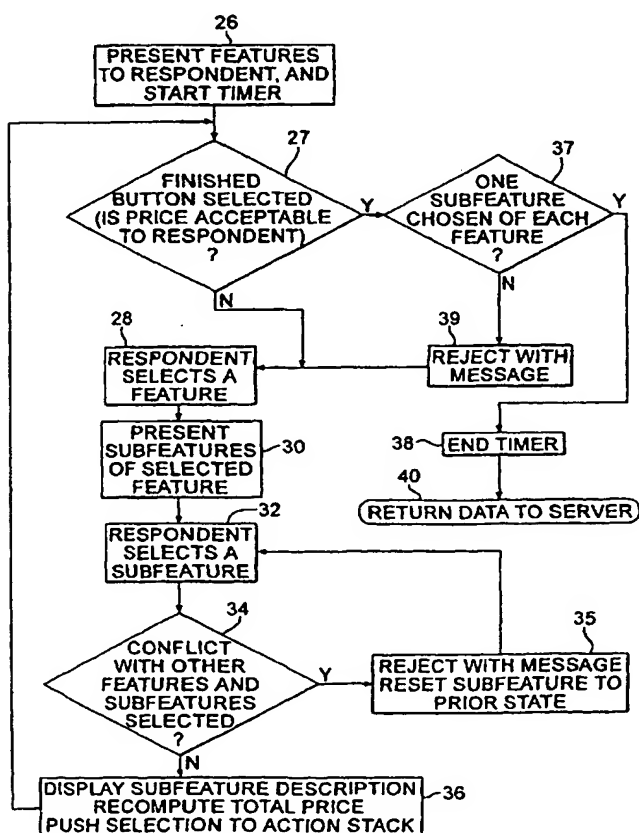 26
PRESENT FEATURES
TO RESPONDENT, AND
START TIMER
27
FINISHED
BUTTON SELECTED
(IS PRICE ACCEPTABLE
TO RESPONDENT)
?
Y
N
37
ONE
SUBFEATURE
CHOSEN OF EACH
FEATURE
?
Y
N
39
REJECT WITH
MESSAGE
28
RESPONDENT
SELECTS A
FEATURE
PRESENT
SUBFEATURES
OF SELECTED
FEATURE
30
38
END TIMER
40
RETURN DATA TO SERVER
32
RESPONDENT
SELECTS A
SUBFEATURE
34
CONFLICT
WITH OTHER
FEATURES AND
SUBFEATURES
SELECTED
?
Y
N
35
REJECT WITH MESSAGE
RESET SUBFEATURE TO
PRIOR STATE
DISPLAY SUBFEATURE DESCRIPTION
RECOMPUTE TOTAL PRICE
PUSH SELECTION TO ACTION STACK
36